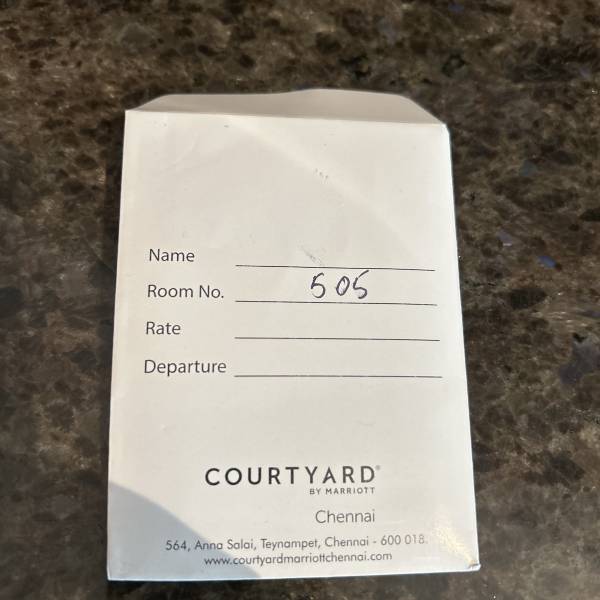 Name
Room No. 505
Rate
Departure
COURTYARD®
BY MARRIOTT
Chennai
564, Anna Salai, Teynampet, Chennai - 600 018.
www.courtyardmarriottchennai.com